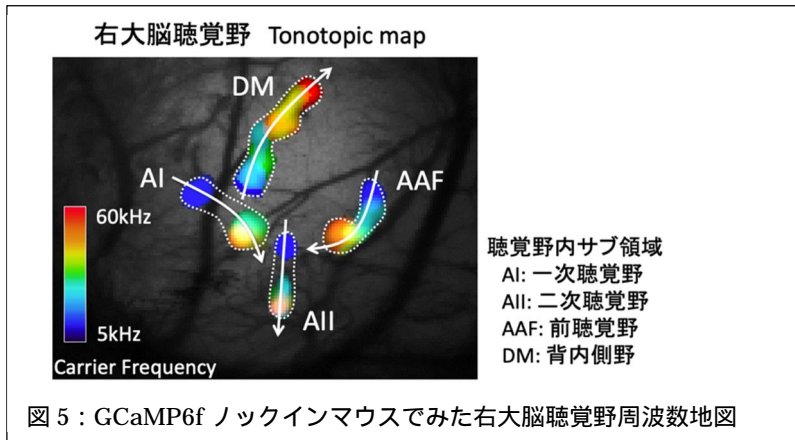 右大脳聴覚野 Tonotopic map
DM
AI
AAF
60kHz
5kHz
AII
Carrier Frequency
聴覚野内サブ領域
AI: 一次聴覚野
AII: 二次聴覚野
AAF: 前聴覚野
DM: 背内側野
図 5：GCaMP6f ノックインマウスでみた右大脳聴覚野周波数地図